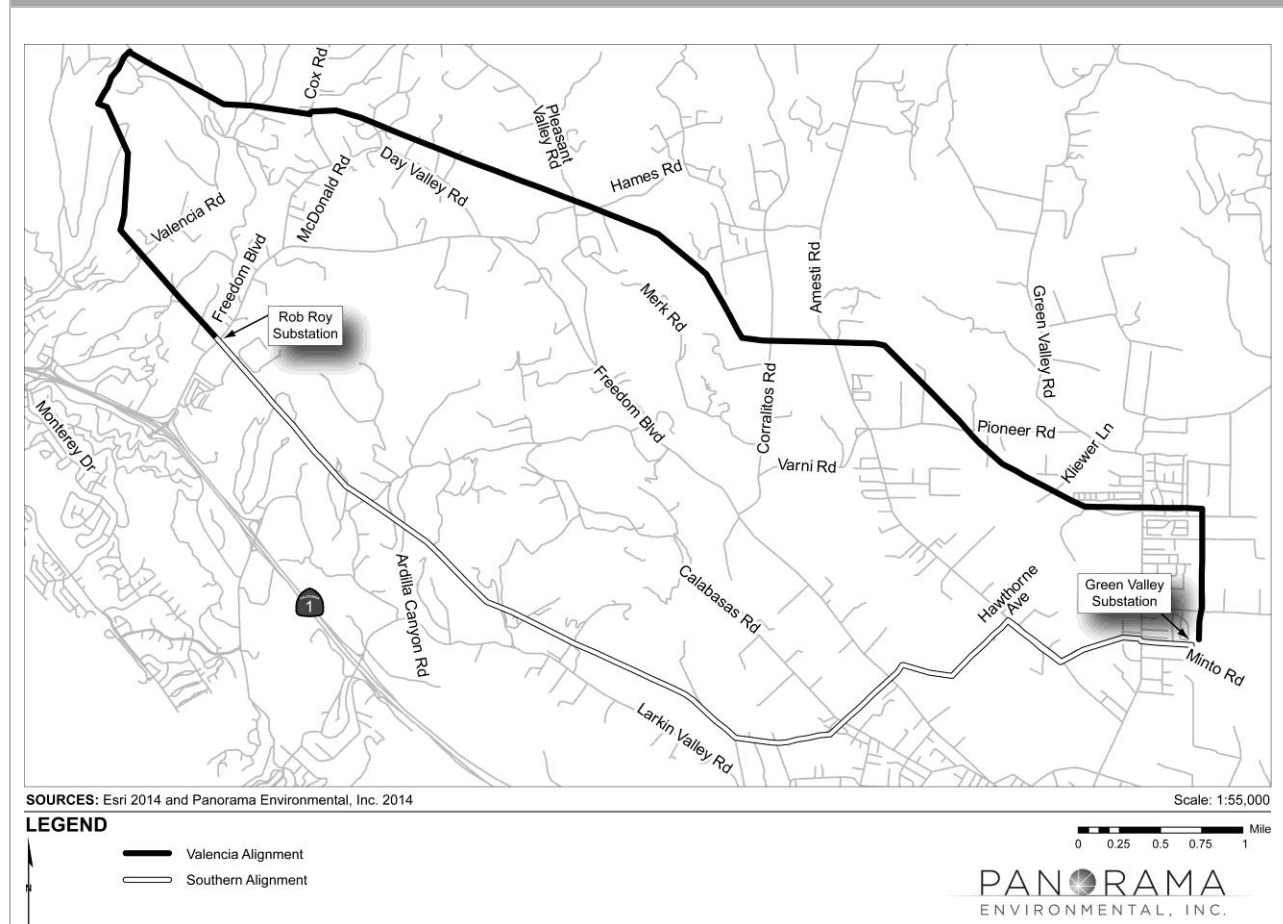 Cox Rd
Pleasant
Valley Rd
Day Valley Rd
Hames Rd
McDonald Rd
Valencia Rd
Freedom Blvd
Amesti Rd
Green Valley Rd
Merk Rd
Rob Roy
Substation
Freedom Blvd
Corralitos Rd
Monterey Dr
Pioneer Rd
Kliewer Ln
Varni Rd
Ardilla Canyon Rd
Calabasas Rd
Hawthorne
Ave
Green Valley
Substation
CALIFORNIA
1
Minto Rd
Larkin Valley Rd
SOURCES: Esri 2014 and Panorama Environmental, Inc. 2014
Scale: 1:55,000
LEGEND
N
Valencia Alignment
Southern Alignment
Mile
0 0.25 0.5 0.75 1
PANORAMA
ENVIRONMENTAL, INC.